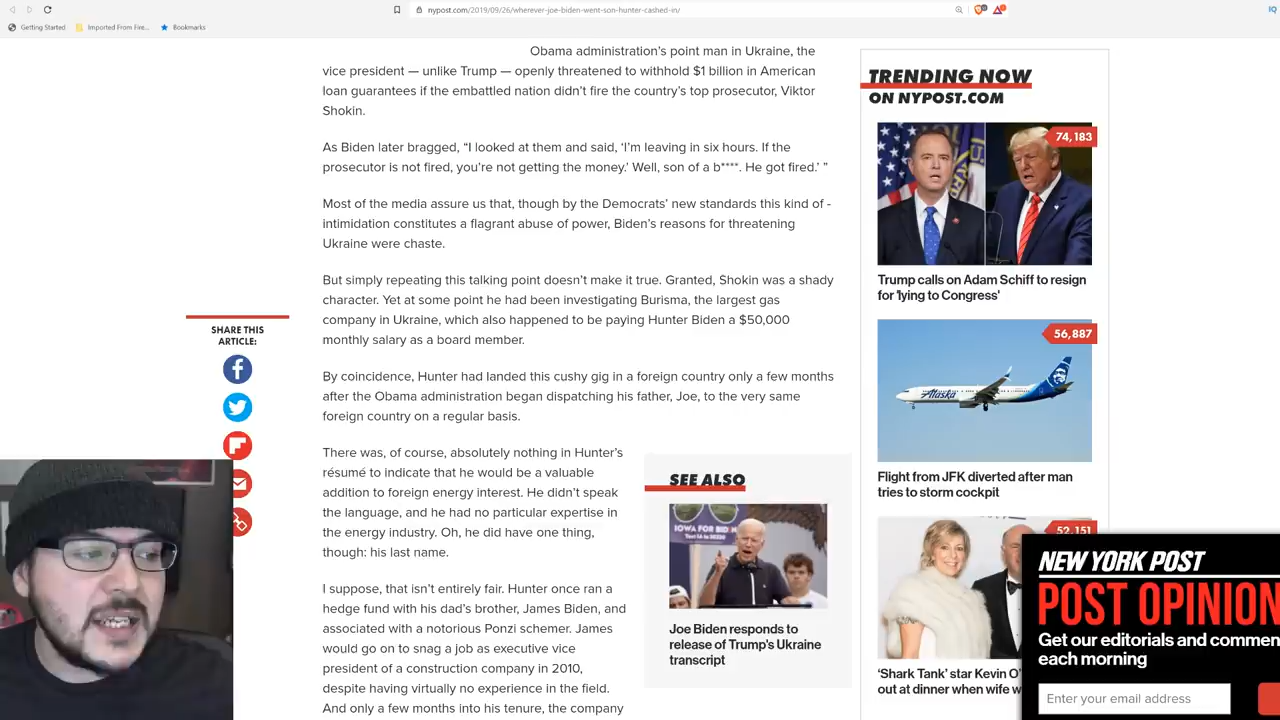 nypost.com/2019/09/26/wherever-joe-biden-went-son-hunter-cashed-in/
Getting Started
Imported From Fire...
Bookmarks
Obama administration's point man in Ukraine, the
vice president — unlike Trump — openly threatened to withhold $1 billion in American
loan guarantees if the embattled nation didn't fire the country's top prosecutor, Viktor
Shokin.
As Biden later bragged, “I looked at them and said, ‘I'm leaving in six hours. If the
prosecutor is not fired, you're not getting the money.’ Well, son of a b****. He got fired.’ ”
Most of the media assure us that, though by the Democrats' new standards this kind of -
intimidation constitutes a flagrant abuse of power, Biden's reasons for threatening
Ukraine were chaste.
But simply repeating this talking point doesn't make it true. Granted, Shokin was a shady
character. Yet at some point he had been investigating Burisma, the largest gas
company in Ukraine, which also happened to be paying Hunter Biden a $50,000
monthly salary as a board member.
By coincidence, Hunter had landed this cushy gig in a foreign country only a few months
after the Obama administration began dispatching his father, Joe, to the very same
foreign country on a regular basis.
There was, of course, absolutely nothing in Hunter's
résumé to indicate that he would be a valuable
addition to foreign energy interest. He didn't speak
the language, and he had no particular expertise in
the energy industry. Oh, he did have one thing,
though: his last name.
I suppose, that isn't entirely fair. Hunter once ran a
hedge fund with his dad's brother, James Biden, and
associated with a notorious Ponzi schemer. James
would go on to snag a job as executive vice
president of a construction company in 2010,
despite having virtually no experience in the field.
And only a few months into his tenure, the company
SHARE THIS
ARTICLE:
SEE ALSO
Joe Biden responds to
release of Trump's Ukraine
transcript
TRENDING NOW
ON NYPOST.COM
74,183
Trump calls on Adam Schiff to resign
for 'lying to Congress'
56,887
Alaska
Flight from JFK diverted after man
tries to storm cockpit
52,151
‘Shark Tank’ star Kevin O'
out at dinner when wife w
NEW YORK POST
POST OPINION
Get our editorials and commen
each morning
Enter your email address
IQ